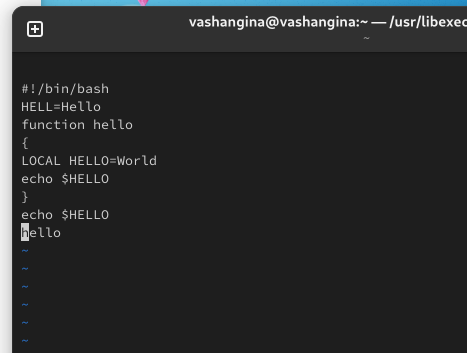 vashangina@vashangina:~ — /usr/libexec
~
#!/bin/bash
HELL=Hello
function hello
{
LOCAL HELLO=World
echo $HELLO
}
echo $HELLO
hello
~
~
~
~
~
~